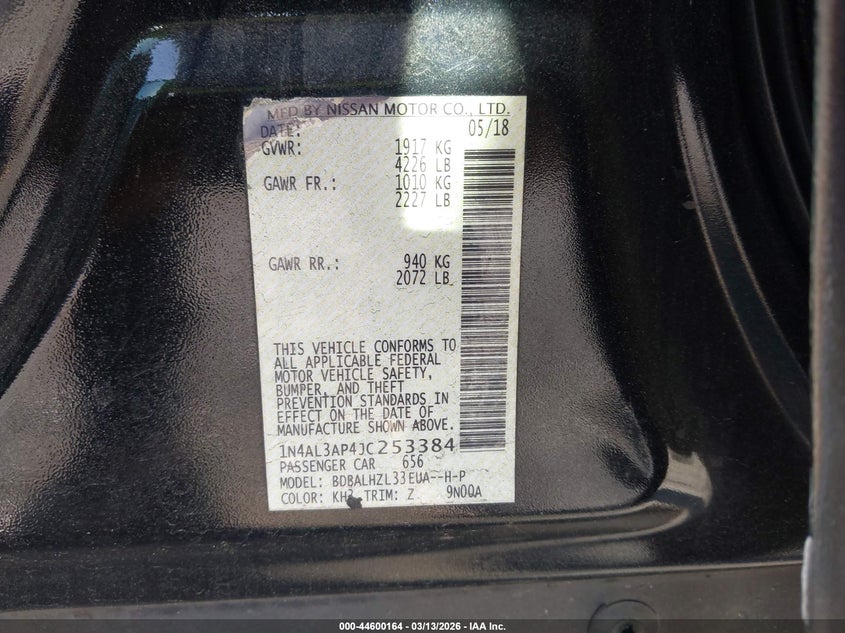 MFD BY NISSAN MOTOR CO., LTD.
DATE: 05/18
GVWR: 1917 KG
4226 LB
GAWR FR.: 1010 KG
2227 LB
GAWR RR.: 940 KG
2072 LB
THIS VEHICLE CONFORMS TO
ALL APPLICABLE FEDERAL
MOTOR VEHICLE SAFETY,
BUMPER, AND THEFT
PREVENTION STANDARDS IN
EFFECT ON THE DATE OF
MANUFACTURE SHOWN ABOVE.
1N4AL3AP4JC253384
PASSENGER CAR 656
MODEL: BDBALHZL33EUA--H-P
COLOR: TRIM: Z 9N0QA
000-44600164 - 03/13/2026 - IAA Inc.